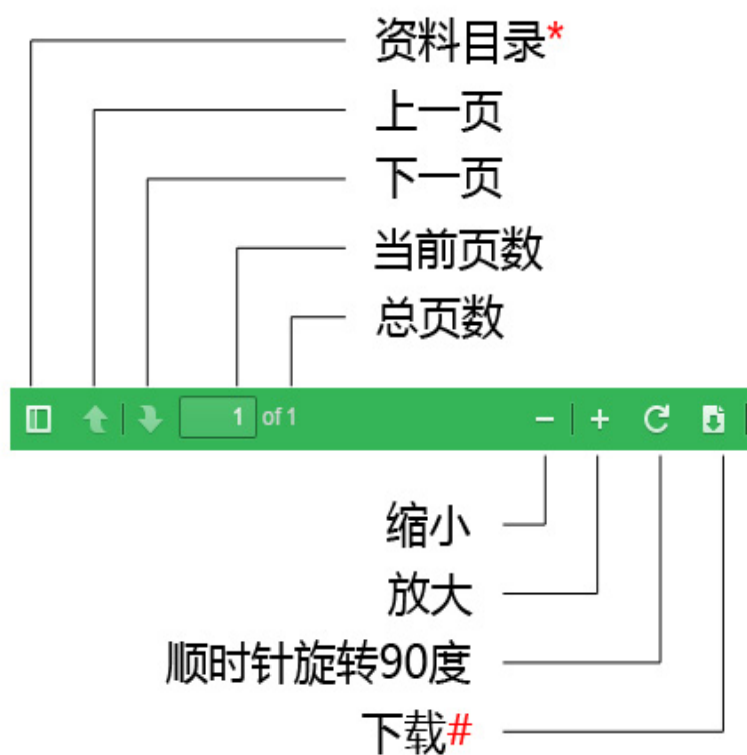 资料目录*
上一页
下一页
当前页数
总页数
1 of 1
缩小
放大
顺时针旋转90度
下载#